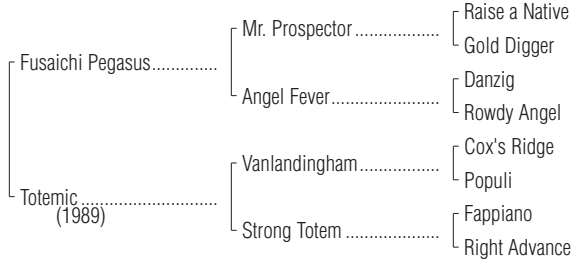 Raise a Native
Mr. Prospector ....................
Gold Digger
Fusaichi Pegasus..............
Danzig
Angel Fever.........................
Rowdy Angel
Cox's Ridge
Vanlandingham..................
Populi
Totemic .............................
(1989)
Fappiano
Strong Totem .....................
Right Advance